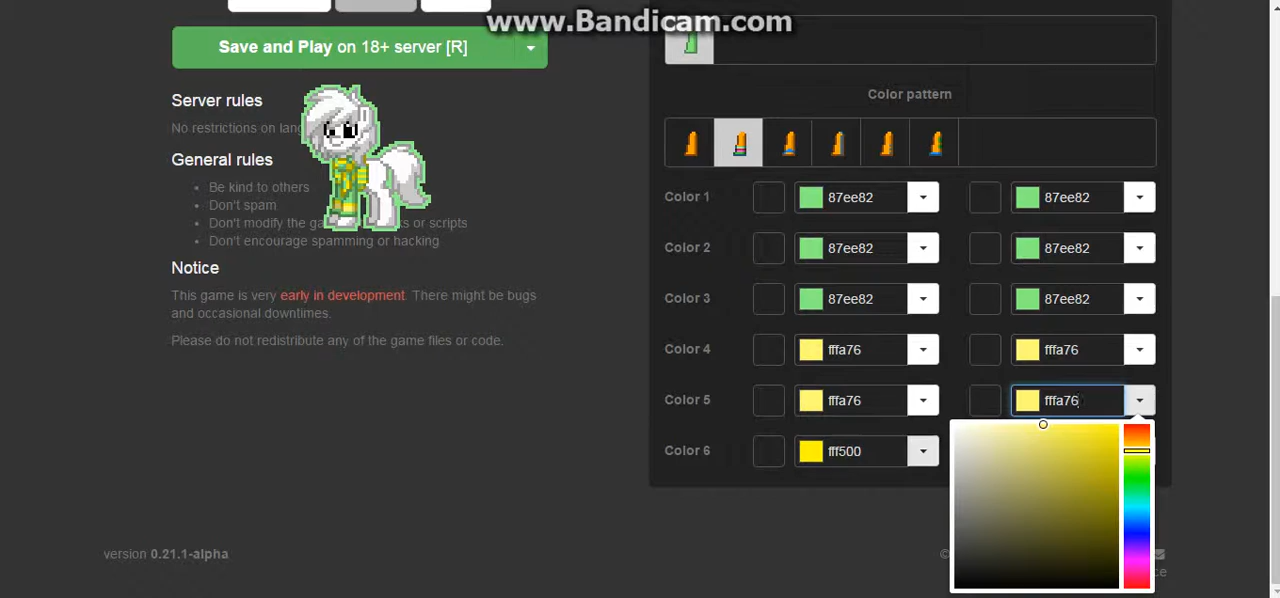 www.Bandicam.com
Save and Play on 18+ server [R]
Server rules
No restrictions on lang
General rules
Be kind to others
Don't spam
Don't modify the ga or scripts
Don't encourage spamming or hacking
Notice
This game is very early in development. There might be bugs
and occasional downtimes.
Please do not redistribute any of the game files or code.
Color pattern
Color 1 87ee82 87ee82
Color 2 87ee82 87ee82
Color 3 87ee82 87ee82
Color 4 fffa76 fffa76
Color 5 fffa76 fffa76
Color 6 fff500
version 0.21.1-alpha
©
ce